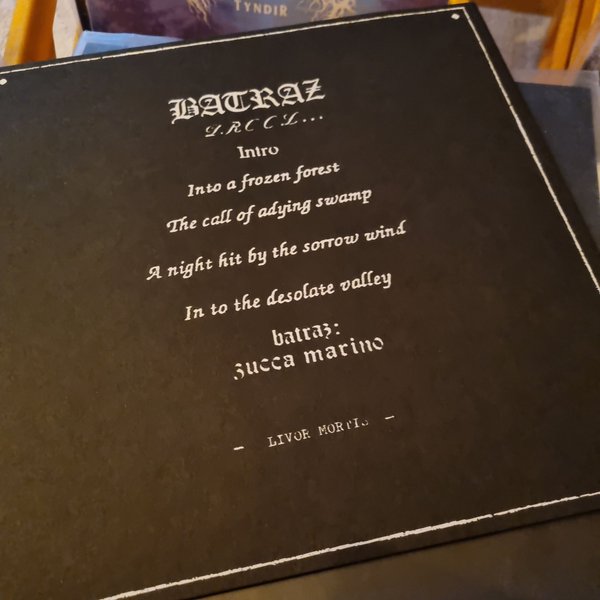 TYNDIR
BATRAZ
L.R C C L...
Intro
Into a frozen forest
The call of adying swamp
A night hit by the sorrow wind
In to the desolate valley
batraz:
zucca marino
- LIVOR MORTIS -